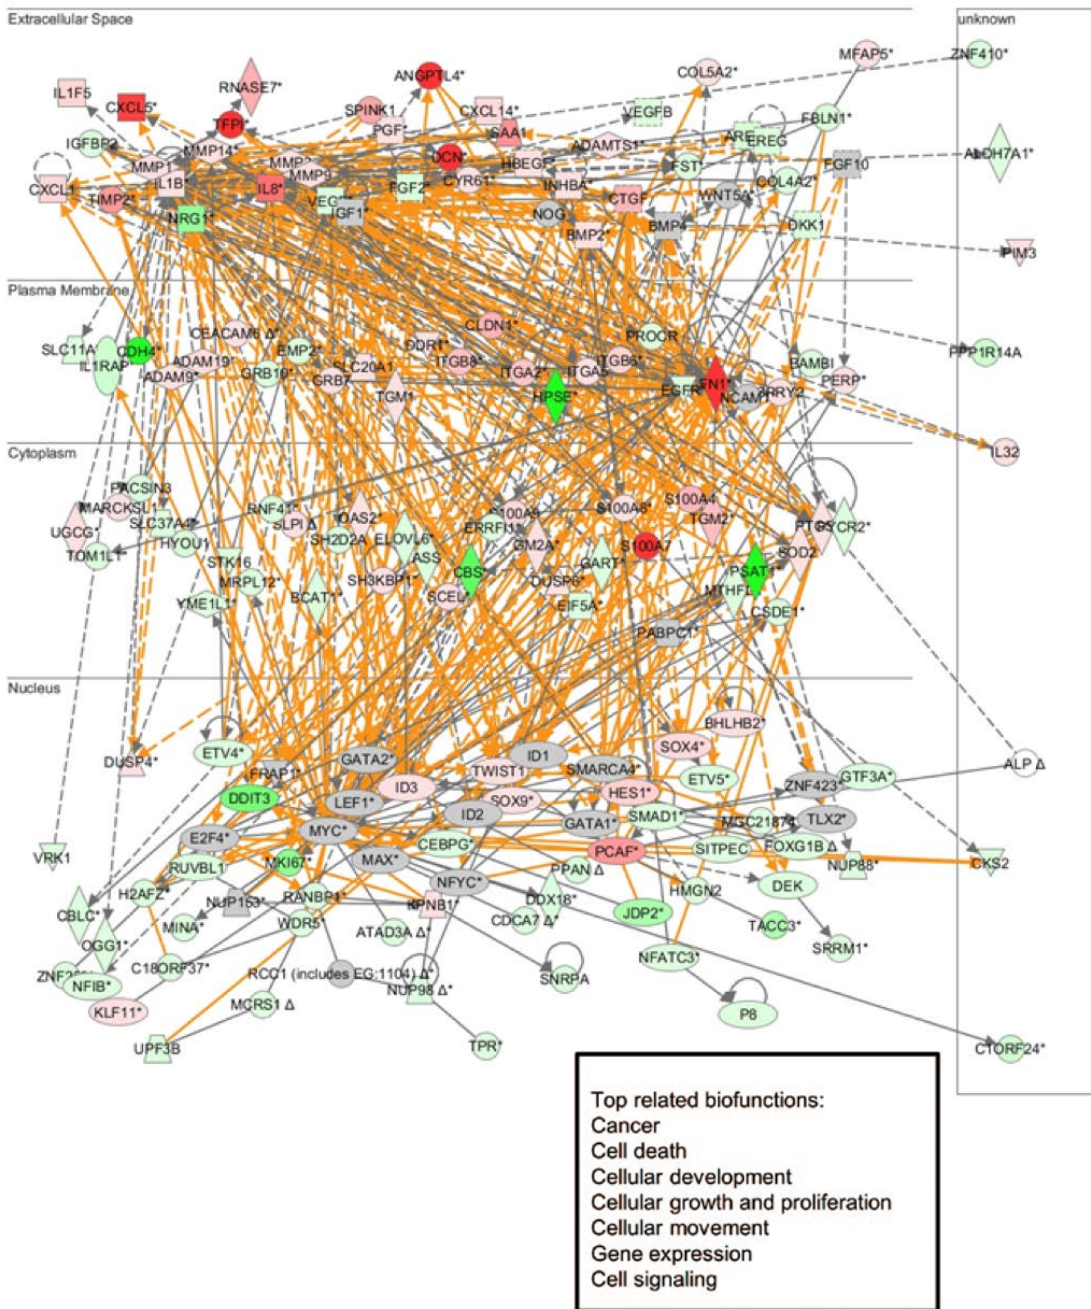 Extracellular Space
unknown
ZNF410*
MFAP5*
COL5A2*
ANGPTL4*
RNASE7*
IL1F5
CXCL5*
TFPI*
SPINK1
CXCL14*
PGF*
SAA1
VEGFB
FBLN1*
EREG
ADAMTS1*
IGFBP2
MMP14*
MMP1
MMP9
DCN*
HBEGF*
FST*
FGF10
ALDH7A1*
CXCL1
IL1B*
IL8*
FGF2*
CYR61*
INHBA*
COL4A2*
TIMP2*
IGF1*
CTGF
WNT5A*
NRG1*
NOG
BMP2*
BMP4
DKK1
PIM3
Plasma Membrane
CLDN1*
PROCR
CEACAM6 Δ*
SLC11A
CDH4*
EMP2*
DDR1*
PPP1R14A
IL1RAP
ADAM19*
ITGB8*
ITGB6*
BAMBI
ADAM9*
GRB10*
GRB7
SLC20A1
ITGA2*
ITGA5
PERP*
TGM1
HPSE*
EGFR
FN1*
NCAM1
Cytoplasm
IL32
PACSIN3
MARCKSL1
UGCG*
SLC37A4*
RNF41*
SLPI Δ
OAS2*
S100A9
S100A8*
S100A4
TGM2*
PYCR2*
TOM1L1*
HYOU1
SH2D2A
ELOVL6*
ERRFI1
GM2A*
S100A7
SOD2
STK16
ASS
GART*
PSAT1*
MRPL12*
SH3KBP1*
CBS*
DUSP6*
YME1L1*
BCAT1*
SCEL*
EIF5A*
CSDE1*
PABPC1*
Nucleus
BHLHB2*
ETV4*
GATA2*
ID1
SOX4*
DUSP4*
FRAP1*
TWIST1
SMARCA4*
ETV5*
ZNF423*
GTF3A*
ALP Δ
DDIT3
ID3
LEF1*
SOX9*
HES1*
ID2
GATA1*
SMAD1*
MGC21874
TLX2*
E2F4*
MYC*
CEBPG*
SITPEC
FOXG1B Δ
VRK1
RUVBL1
MKI67*
MAX*
PCAF*
NUP88*
CKS2
PPAN Δ
H2AFZ*
NFYC*
DEK
RANBP1*
HMGN2
NUP153*
KPNB1*
DDX18*
CBLC*
JDP2*
MINA*
WDR5*
CDCA7 Δ*
TACC3*
ATAD3A Δ*
OGG1*
SRRM1*
C18ORF37*
NFATC3*
RCC1 (includes EG:1104) Δ*
SNRPA
NFIB*
NUP98 Δ*
KLF11*
MCRS1 Δ
P8
UPF3B
TPR*
C7ORF24*
Top related biofunctions:
Cancer
Cell death
Cellular development
Cellular growth and proliferation
Cellular movement
Gene expression
Cell signaling